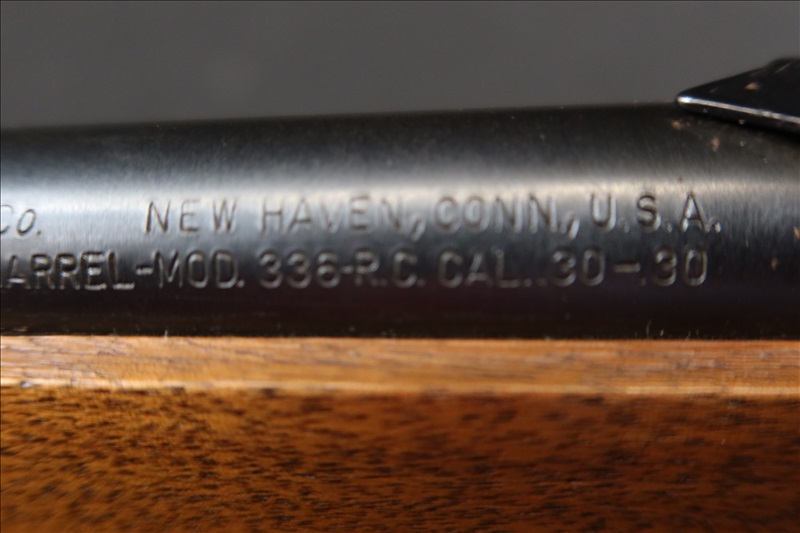 Co. NEW HAVEN, CONN., U.S.A.
ARREL-MOD. 336-R.C. CAL. .30-.30